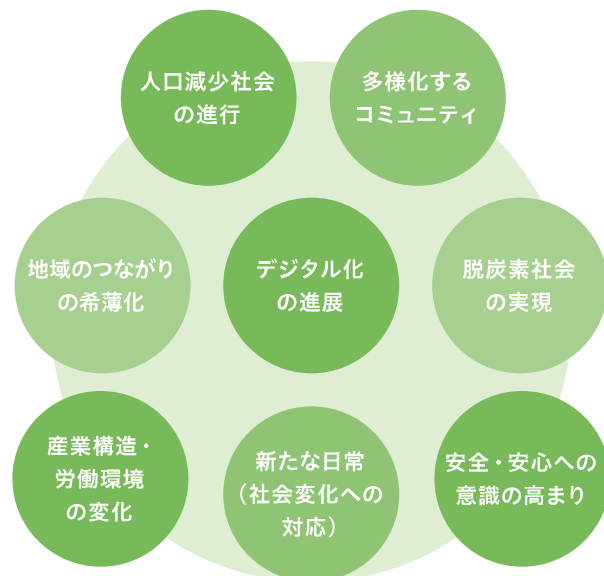 人口減少社会
の進行
多様化する
コミュニティ
地域のつながり
の希薄化
デジタル化
の進展
脱炭素社会
の実現
産業構造・
労働環境
の変化
新たな日常
（社会変化への
対応）
安全・安心への
意識の高まり